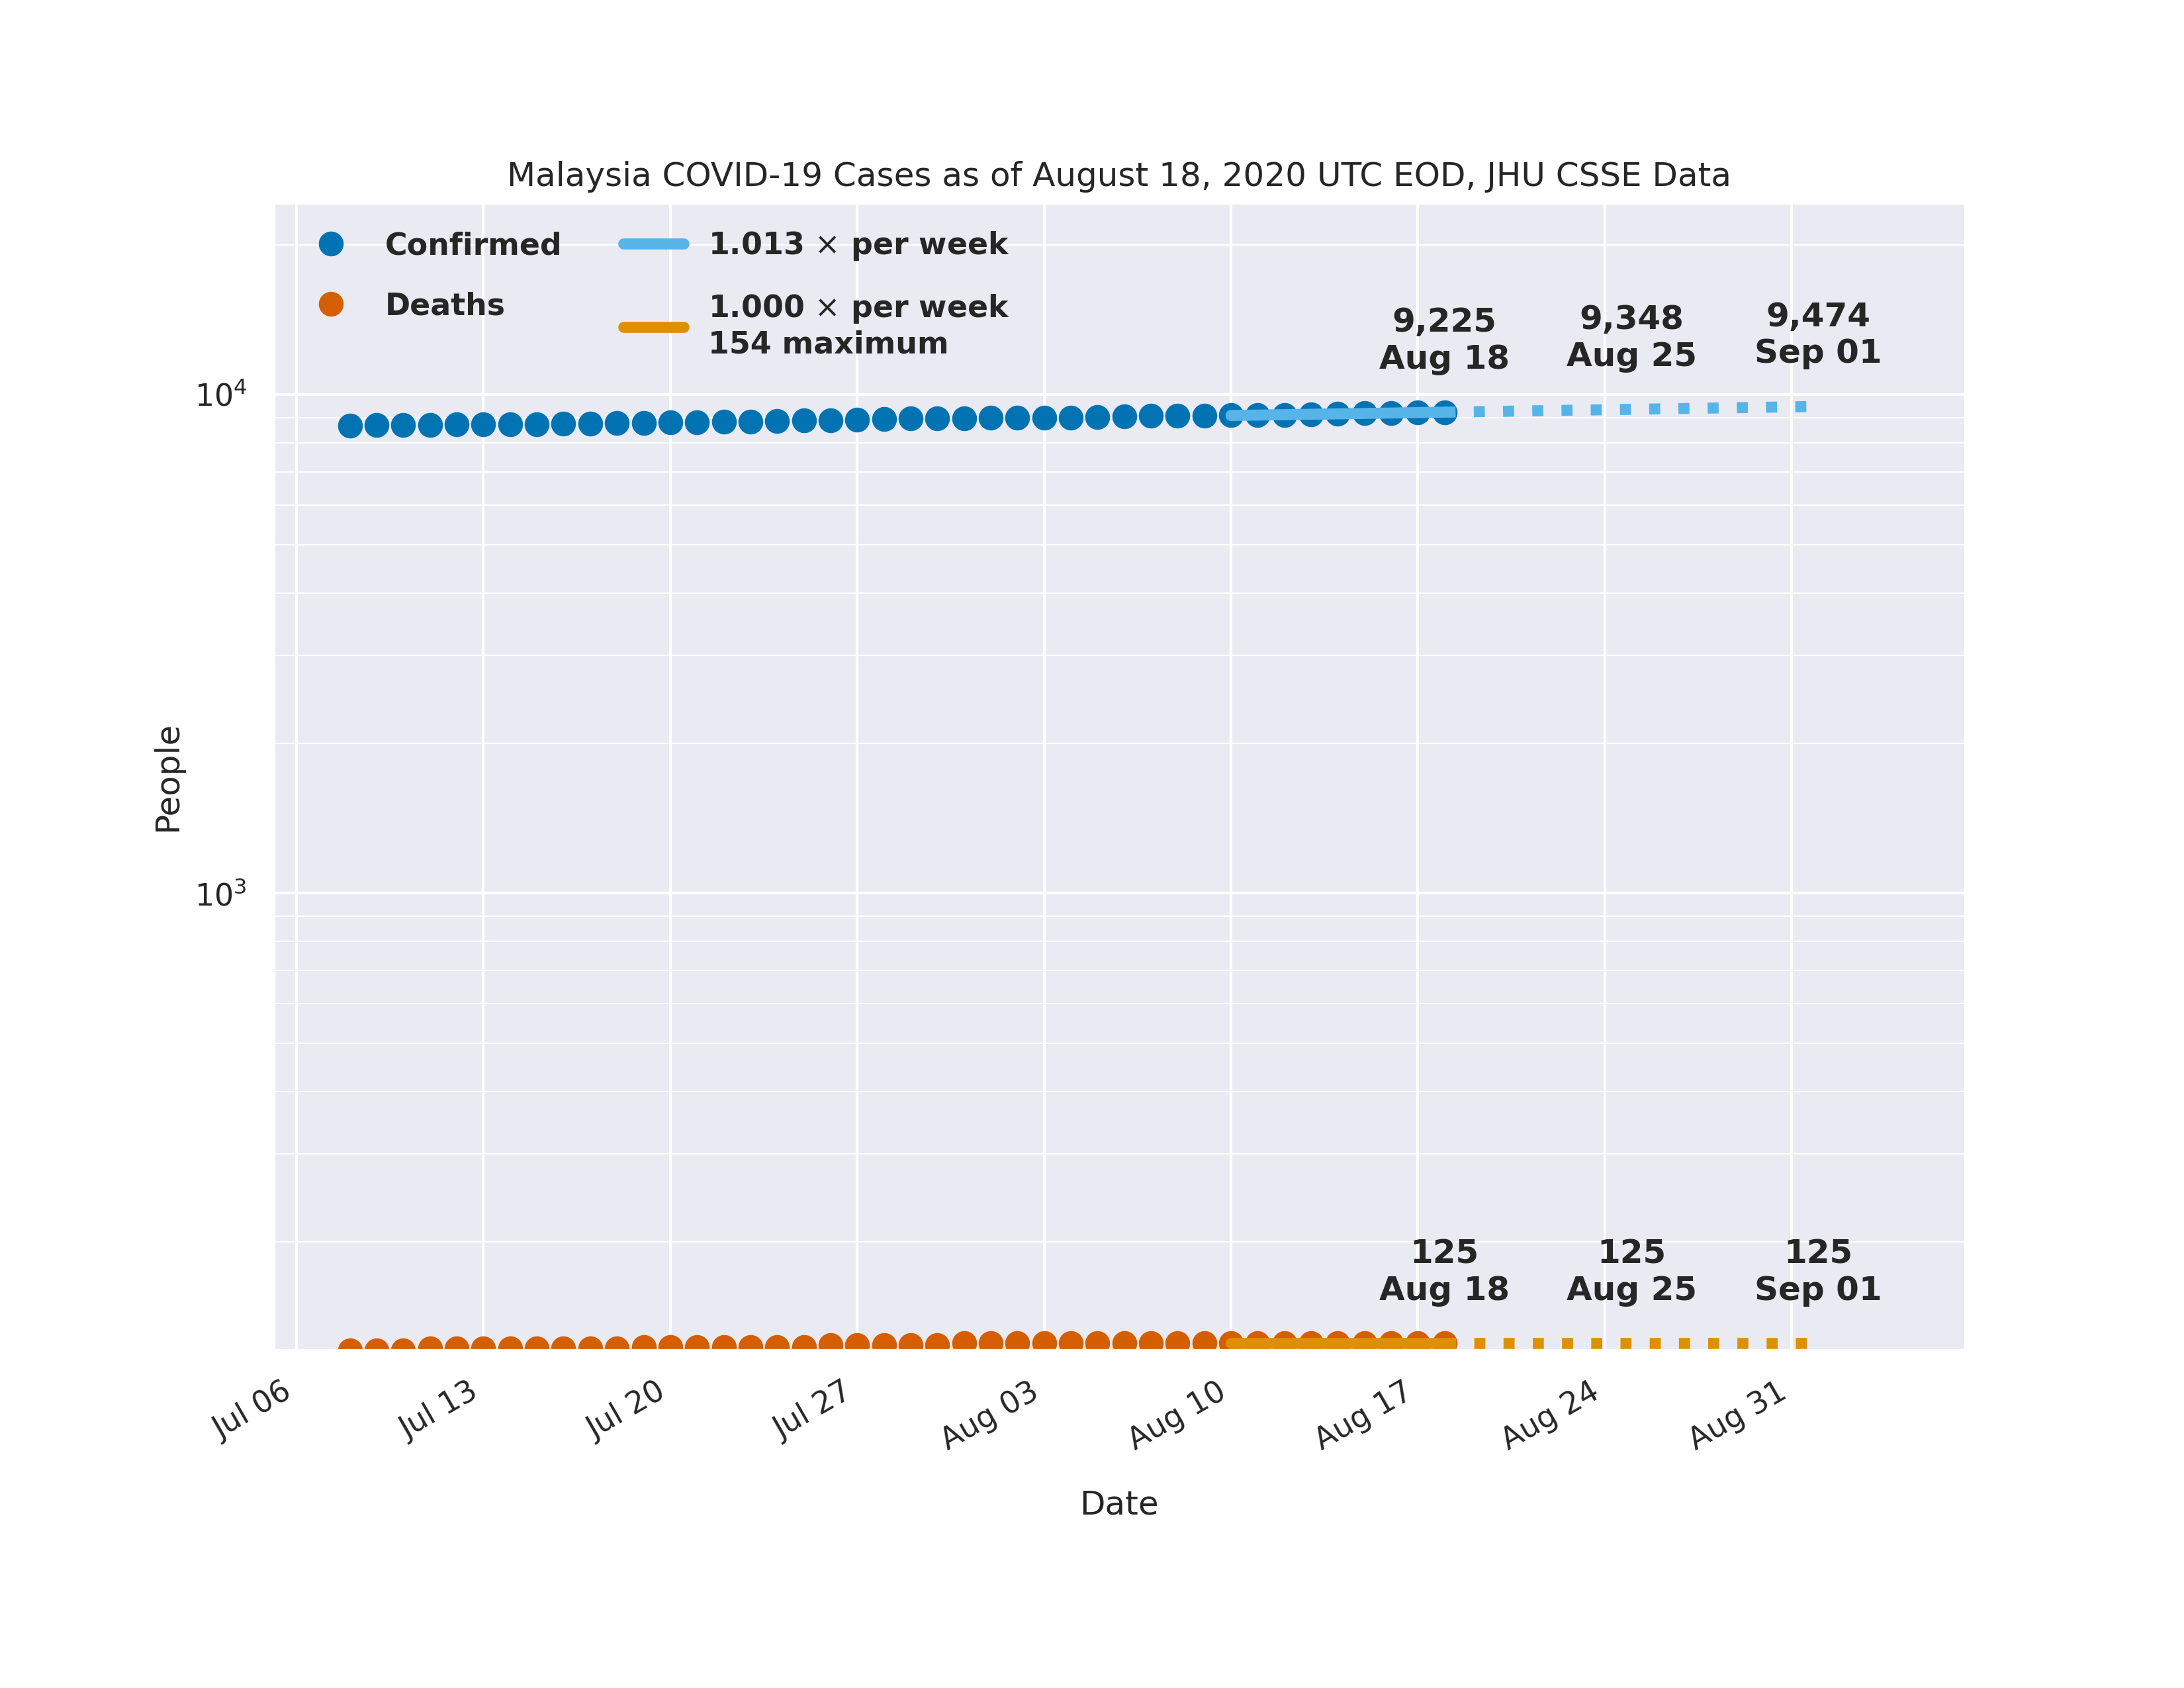 Malaysia COVID-19 Cases as of August 18, 2020 UTC EOD, JHU CSSE Data
Confirmed
Deaths
1.013 × per week
1.000 × per week
154 maximum
9,225
Aug 18
9,348
Aug 25
9,474
Sep 01
10⁴
10³
People
125
Aug 18
125
Aug 25
125
Sep 01
Jul 06
Jul 13
Jul 20
Jul 27
Aug 03
Aug 10
Aug 17
Aug 24
Aug 31
Date